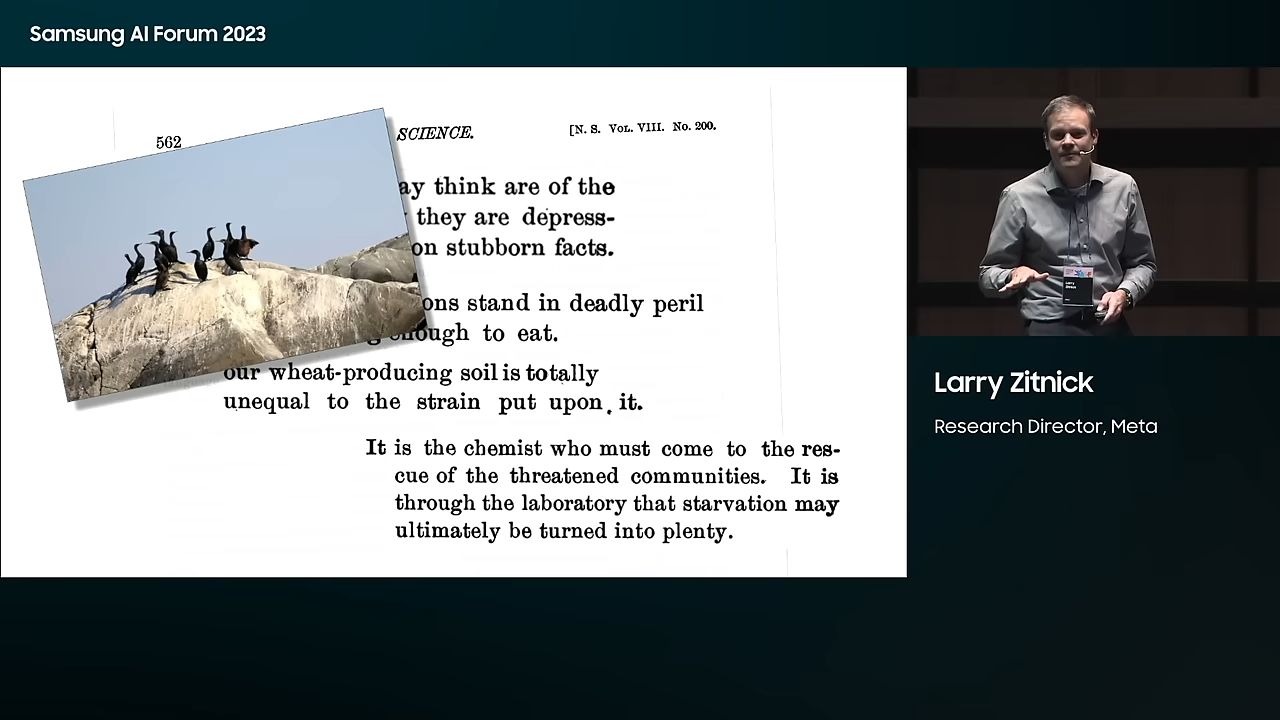 Samsung AI Forum 2023
562
SCIENCE.
[N. S. VOL. VIII. No. 200.
ay think are of the
they are depress-
on stubborn facts.
ons stand in deadly peril
enough to eat.
our wheat-producing soil is totally
unequal to the strain put upon it.
It is the chemist who must come to the res-
cue of the threatened communities. It is
through the laboratory that starvation may
ultimately be turned into plenty.
Larry Zitnick
Research Director, Meta